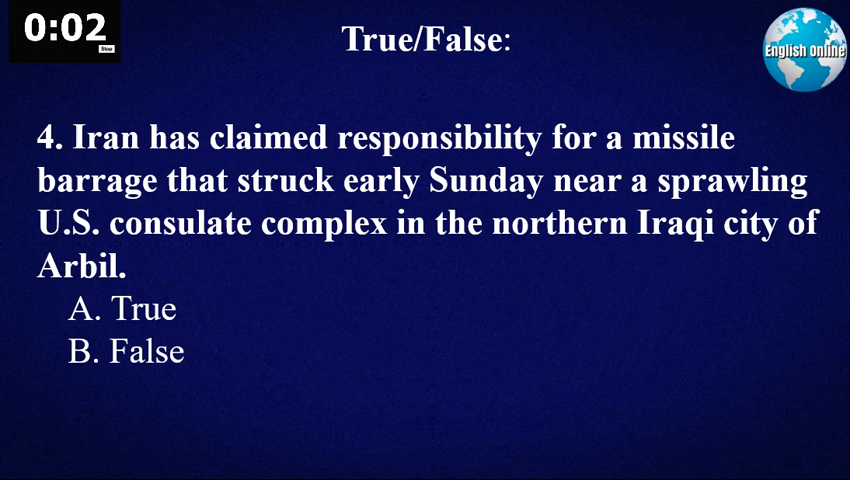 0:02
Stop
True/False:
English Online
4. Iran has claimed responsibility for a missile
barrage that struck early Sunday near a sprawling
U.S. consulate complex in the northern Iraqi city of
Arbil.
A. True
B. False